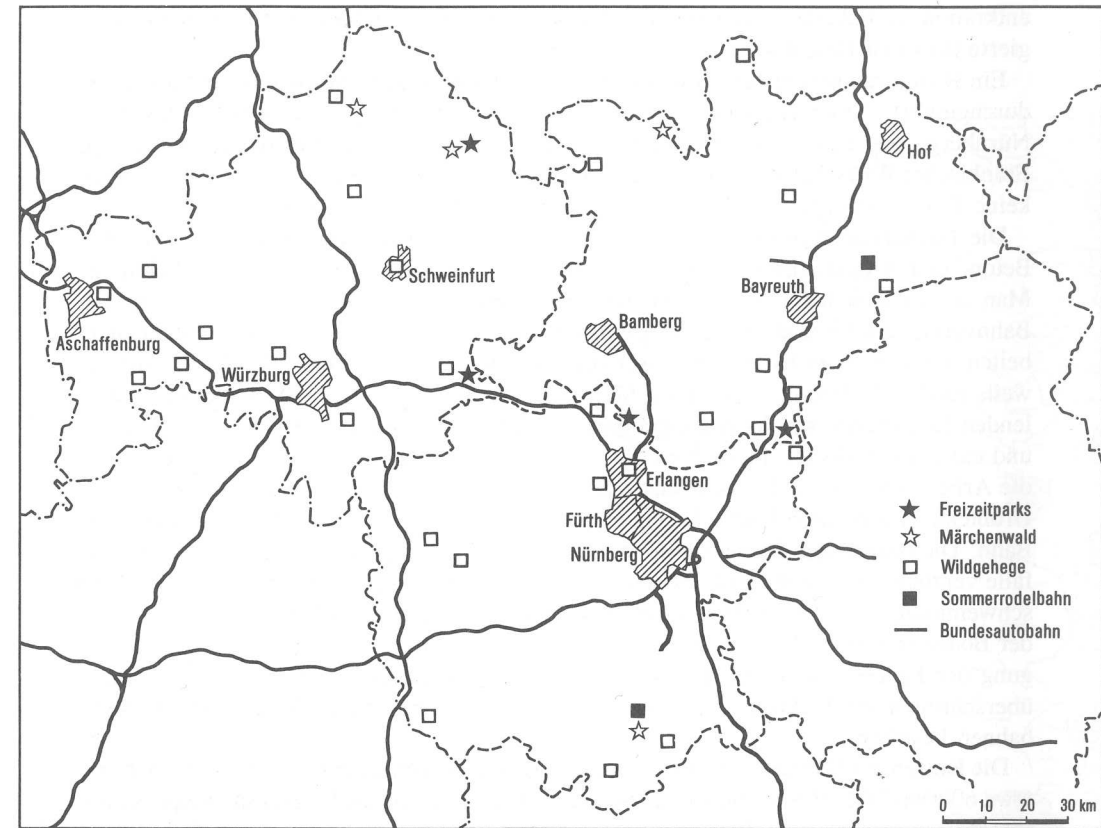 Hof
Schweinfurt
Bayreuth
Bamberg
Aschaffenburg
Würzburg
Erlangen
Fürth
Nürnberg
Freizeitparks
Märchenwald
Wildgehege
Sommerrodelbahn
Bundesautobahn
0 10 20 30 km